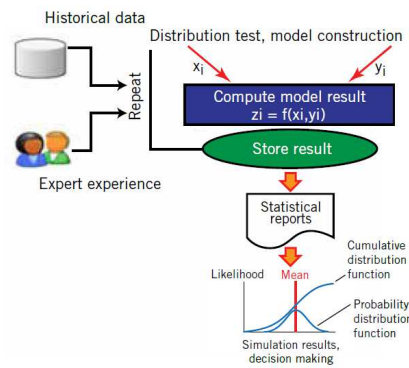 Historical data
Distribution test, model construction
xi
yi
Repeat
Compute model result
zi = f(xi,yi)
Store result
Expert experience
Statistical
reports
Cumulative
distribution
function
Likelihood
Mean
Probability
distribution
function
Simulation results,
decision making